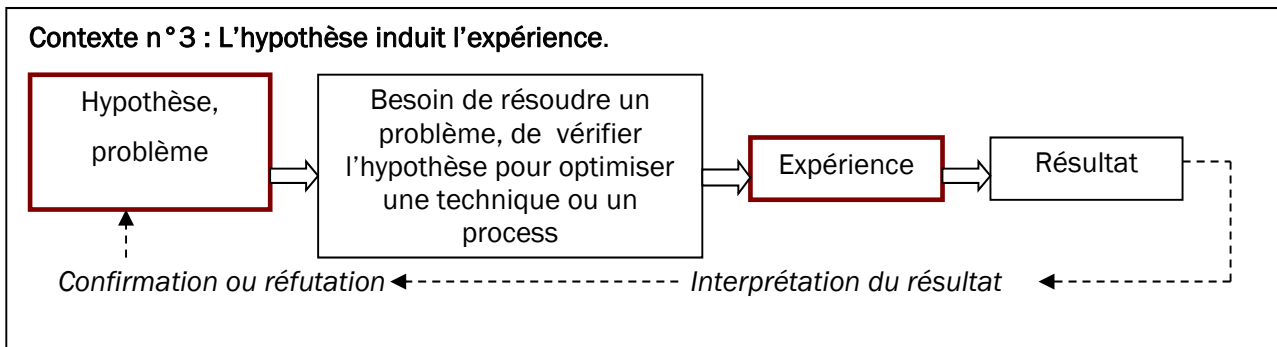 Contexte n°3 : L'hypothèse induit l'expérience.
Hypothèse,
problème
Besoin de résoudre un
problème, de vérifier
l'hypothèse pour optimiser
une technique ou un
process
Expérience
Résultat
Confirmation ou réfutation
Interprétation du résultat